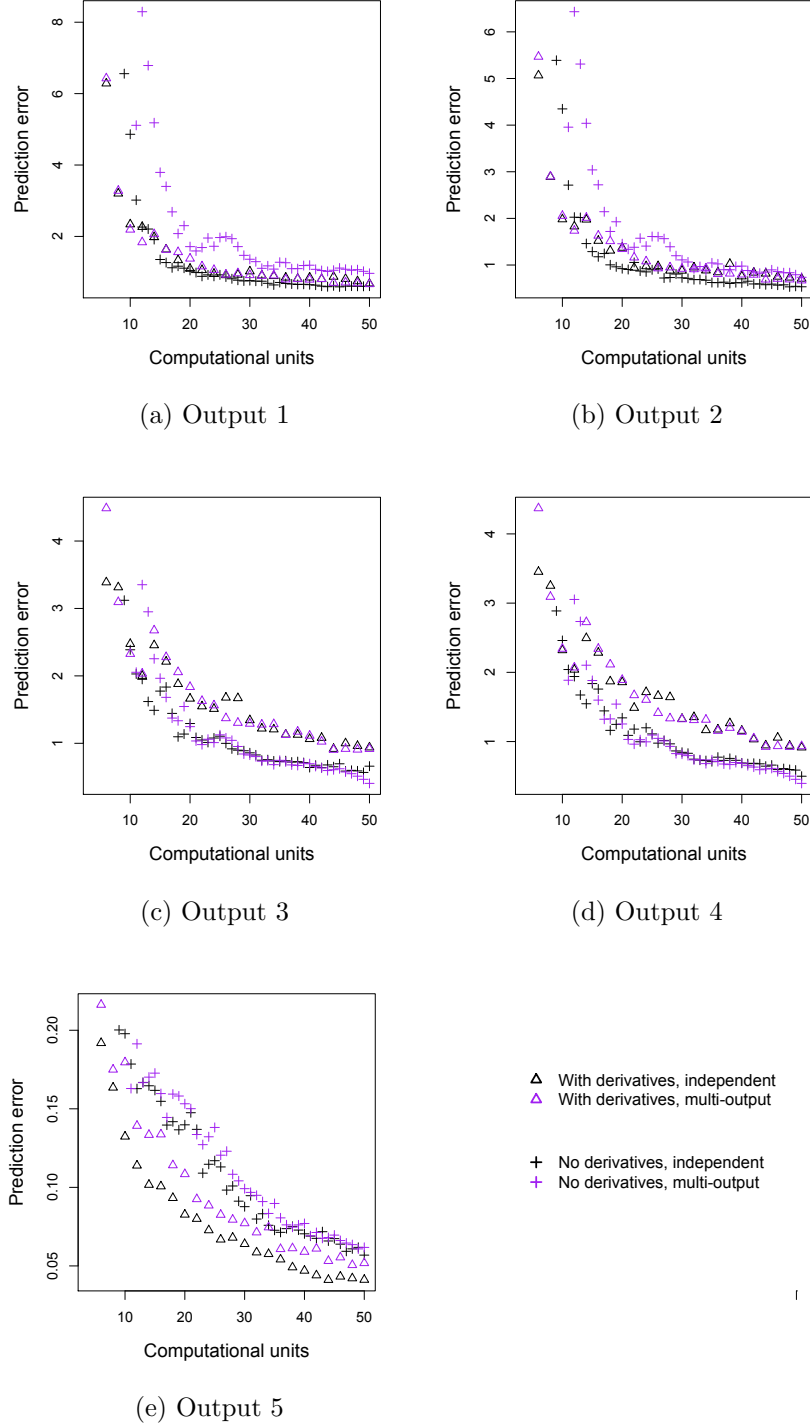 8
6
4
2
Prediction error
10 20 30 40 50
Computational units
(a) Output 1
6
5
4
3
2
1
Prediction error
10 20 30 40 50
Computational units
(b) Output 2
4
3
2
1
Prediction error
10 20 30 40 50
Computational units
(c) Output 3
4
3
2
1
Prediction error
10 20 30 40 50
Computational units
(d) Output 4
0.20
0.15
0.10
0.05
Prediction error
10 20 30 40 50
Computational units
(e) Output 5
With derivatives, independent
With derivatives, multi-output
No derivatives, independent
No derivatives, multi-output